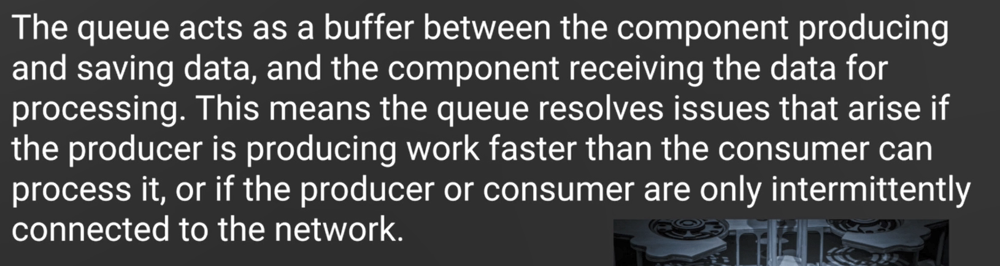 The queue acts as a buffer between the component producing
and saving data, and the component receiving the data for
processing. This means the queue resolves issues that arise if
the producer is producing work faster than the consumer can
process it, or if the producer or consumer are only intermittently
connected to the network.